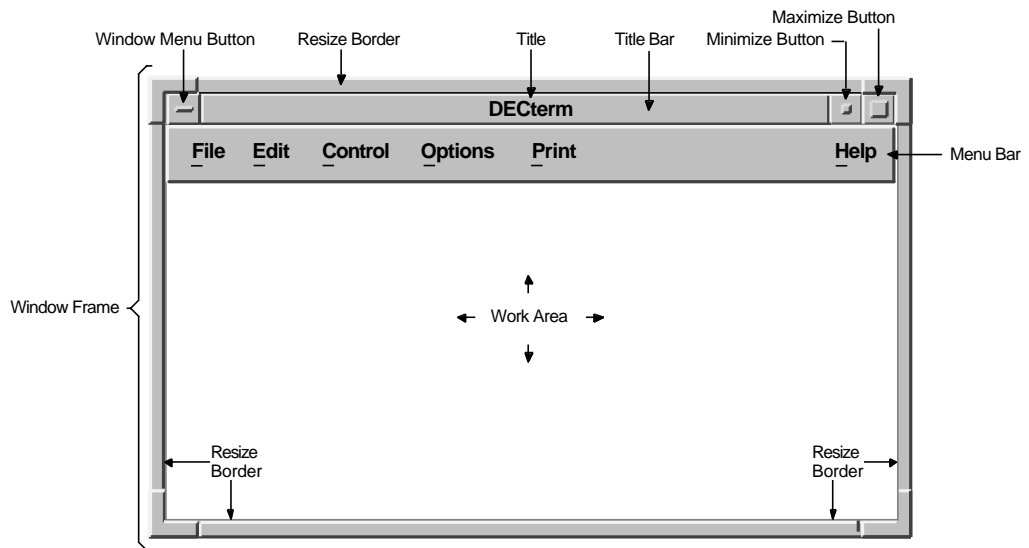 Maximize Button
Window Menu Button
Resize Border
Title
Title Bar
Minimize Button
DECterm
File Edit Control Options Print Help
Menu Bar
Window Frame
Work Area
Resize
Border
Resize
Border